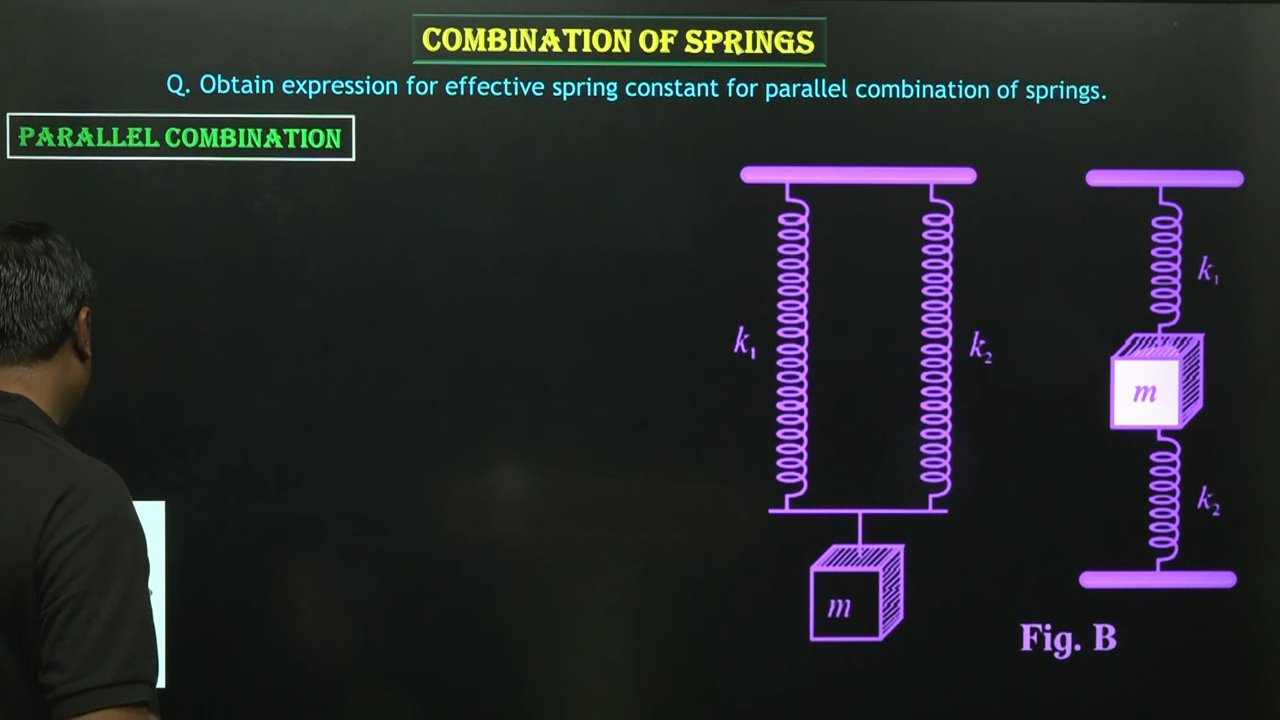 COMBINATION OF SPRINGS
Q. Obtain expression for effective spring constant for parallel combination of springs.
PARALLEL COMBINATION
k₁
k₂
m
k₁
m
k₂
Fig. B